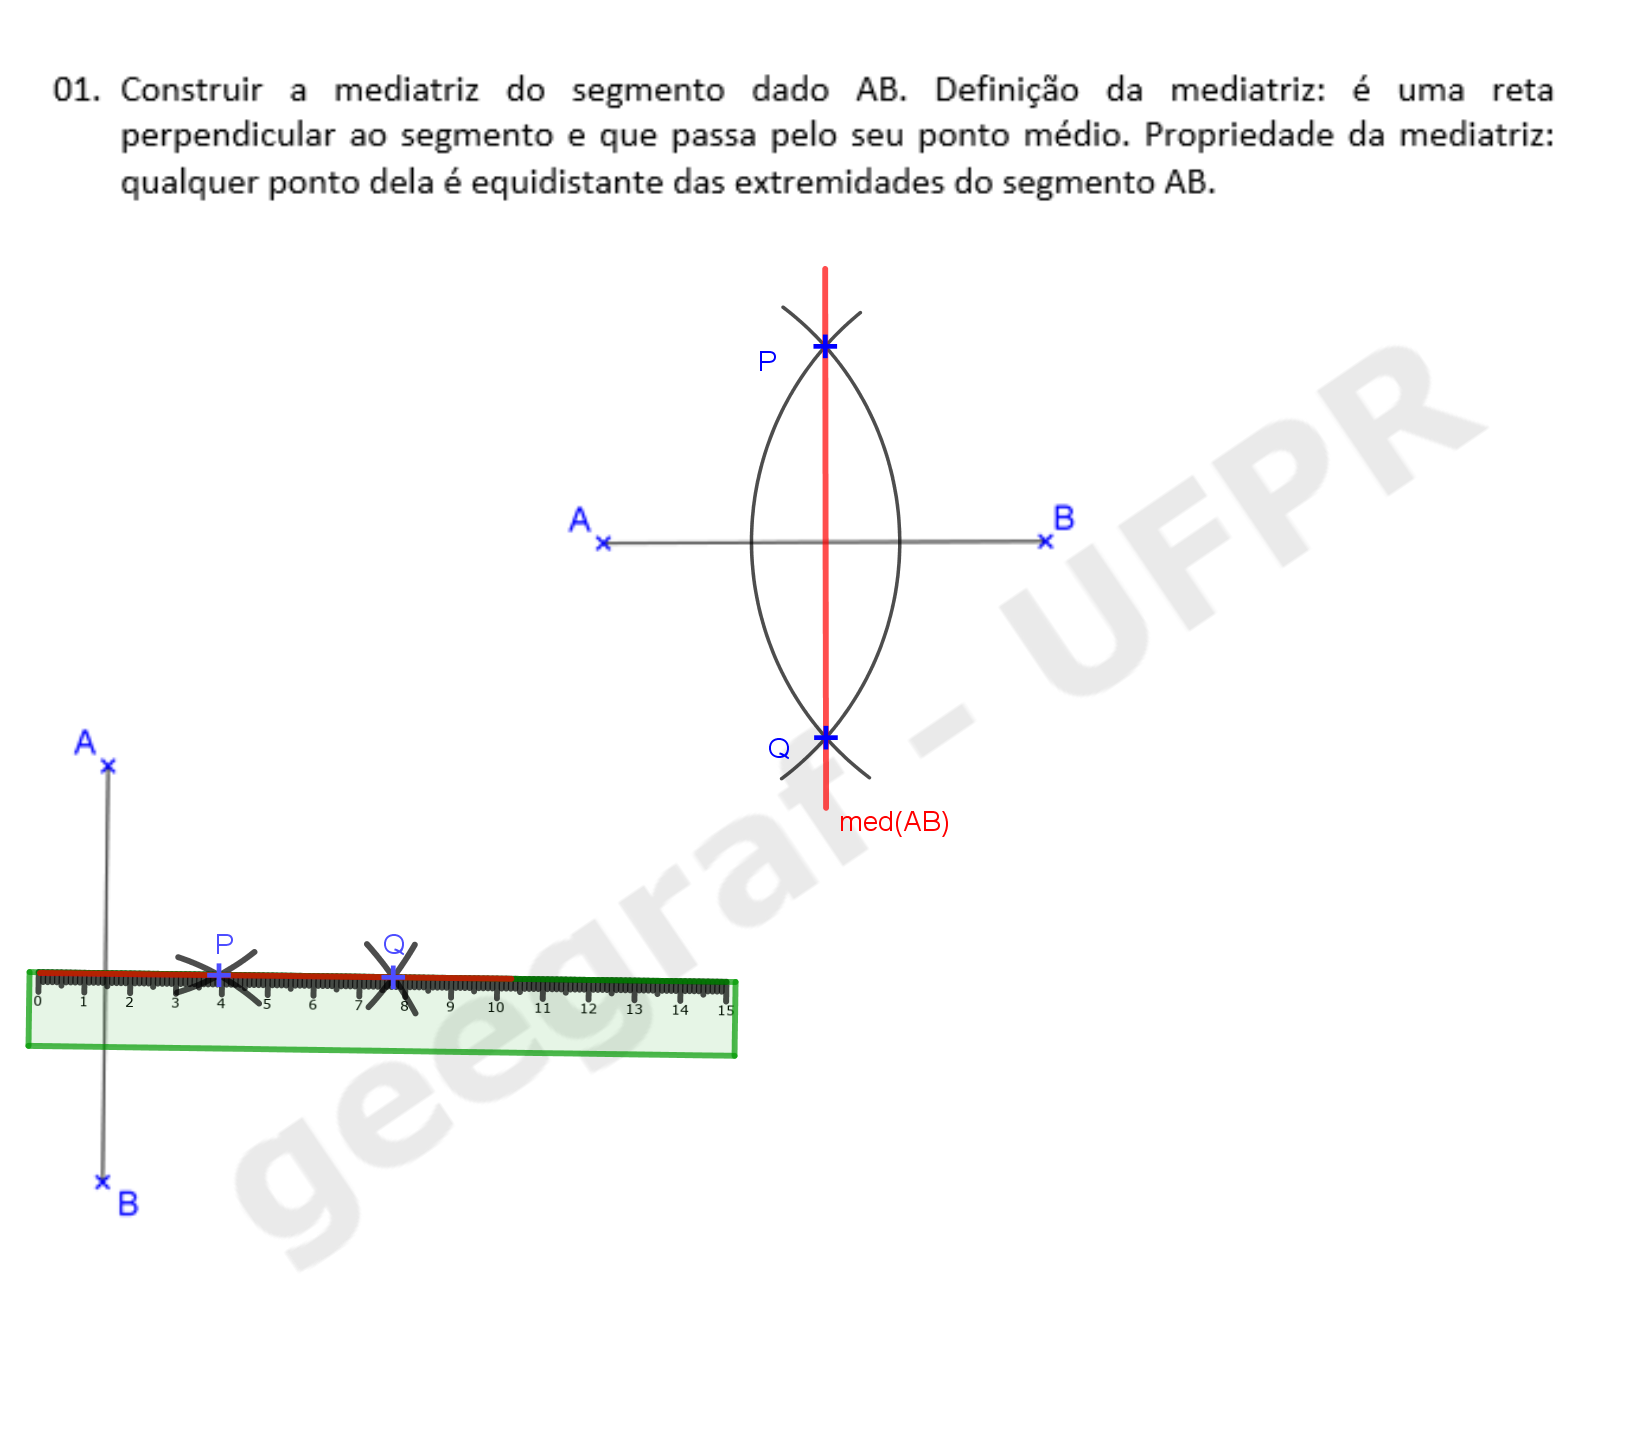 01. Construir a mediatriz do segmento dado AB. Definição da mediatriz: é uma reta
perpendicular ao segmento e que passa pelo seu ponto médio. Propriedade da mediatriz:
qualquer ponto dela é equidistante das extremidades do segmento AB.
P
A
B
Q
med(AB)
A
P
Q
0 1 2 3 4 5 6 7 8 9 10 11 12 13 14 15
B
geegraf - UFPR